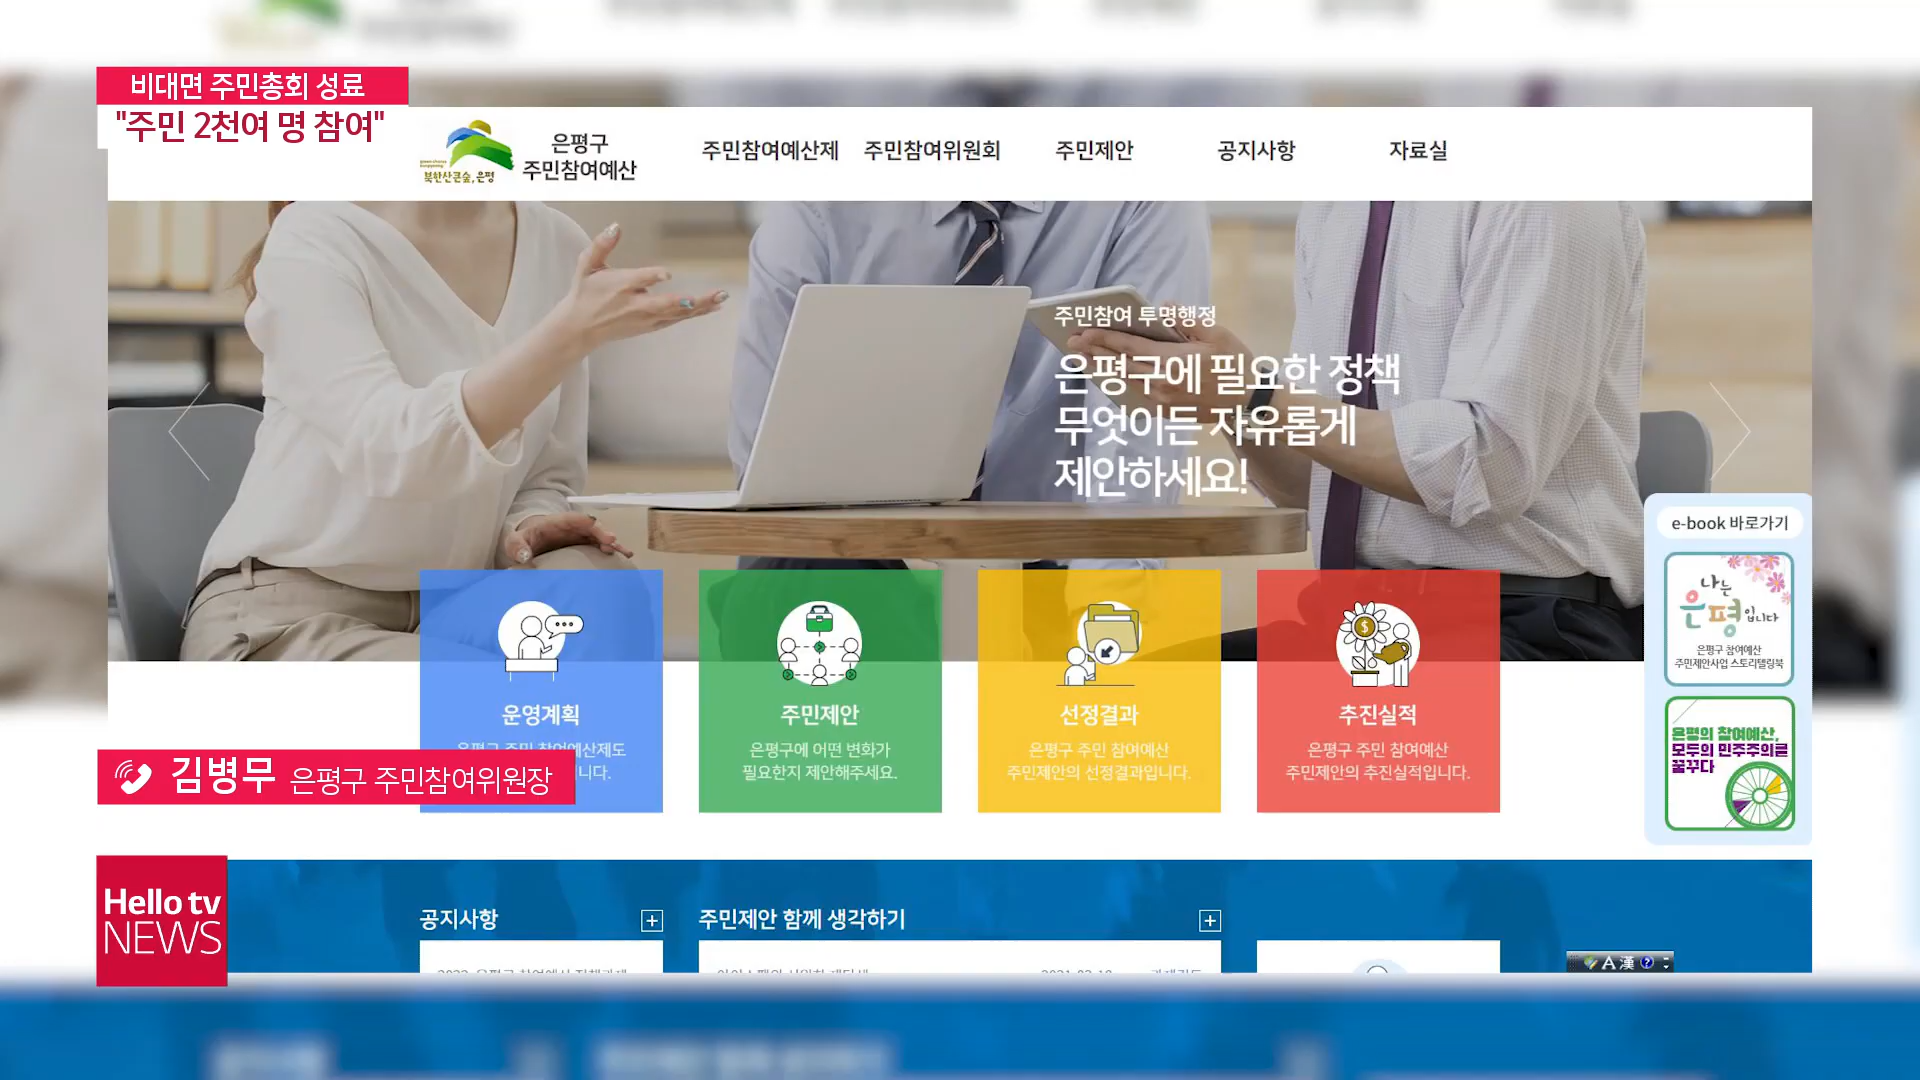 비대면 주민총회 성료
"주민 2천여 명 참여"
북한산큰숲, 은평
은평구
주민참여예산
주민참여예산제
주민참여위원회
주민제안
공지사항
자료실
주민참여 투명행정
은평구에 필요한 정책
무엇이든 자유롭게
제안하세요!
e-book 바로가기
나는
은평입니다
은평구 참여예산
주민제안사업 스토리텔링북
은평의 참여예산,
모두의 민주주의를
꿈꾸다
운영계획
주민제안
은평구에 어떤 변화가
필요한지 제안해주세요.
선정결과
은평구 주민 참여예산
주민제안의 선정결과입니다.
추진실적
은평구 주민 참여예산
주민제안의 추진실적입니다.
김병무 은평구 주민참여위원장
Hello tv
NEWS
공지사항
주민제안 함께 생각하기
A 漢